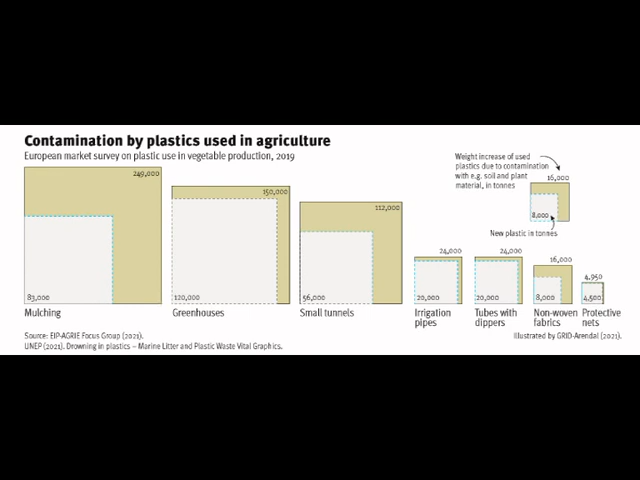 Contamination by plastics used in agriculture
European market survey on plastic use in vegetable production, 2019
Weight increase of used
plastics due to contamination
with e.g. soil and plant
material, in tonnes
16,000
8,000
New plastic in tonnes
249,000
83,000
Mulching
150,000
120,000
Greenhouses
112,000
56,000
Small tunnels
24,000
20,000
Irrigation
pipes
24,000
20,000
Tubes with
dippers
16,000
8,000
Non-woven
fabrics
4,950
4,500
Protective
nets
Source: EIP-AGRIE Focus Group (2021).
UNEP (2021). Drowning in plastics – Marine Litter and Plastic Waste Vital Graphics.
Illustrated by GRID-Arendal (2021).